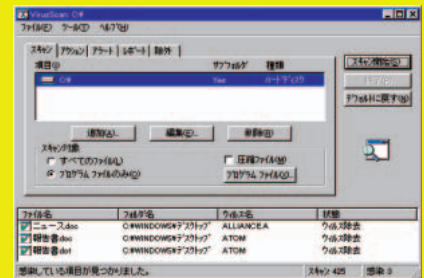 VirusScan: C:¥
ファイル(F) ツール(T) ヘルプ(H)
スキャン アクション アラート レポート 除外
項目(I) サブフォルダ 種類
C:¥ Yes ハードディスク
追加(A)... 編集(E)... 削除(R)
スキャン対象
すべてのファイル(L) 圧縮ファイル(M)
プログラム ファイルのみ(O) プログラム ファイル(G)...
スキャン開始(S)
デフォルトに戻す(W)
ファイル名 フォルダ名 ウィルス名 状態
ニュース.doc C:¥WINDOWS¥デスクトップ ALLIANCE.A ウィルス除去
報告書.doc C:¥WINDOWS¥デスクトップ ATOM ウィルス除去
報告書.dot C:¥WINDOWS¥デスクトップ ATOM ウィルス除去
感染している項目が見つかりました。 スキャン: 425 感染: 3